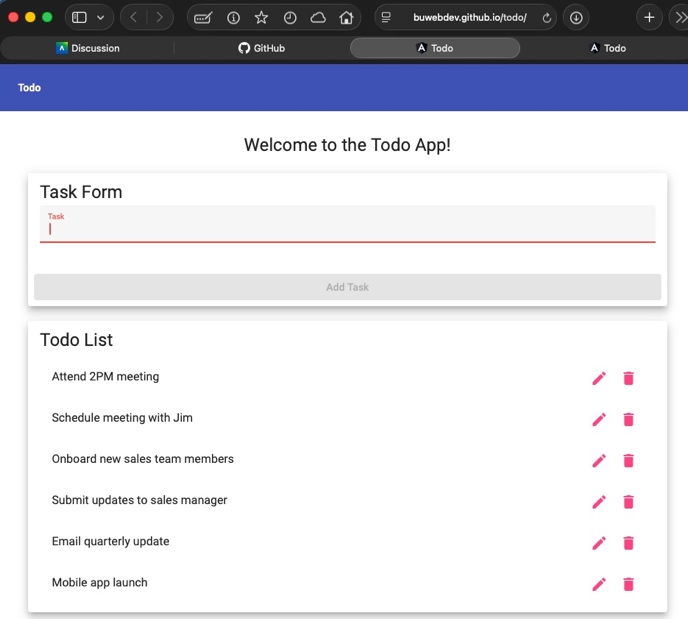 buwebdev.github.io/todo/
Discussion
GitHub
Todo
Todo
Todo
Welcome to the Todo App!
Task Form
Task
Add Task
Todo List
Attend 2PM meeting
Schedule meeting with Jim
Onboard new sales team members
Submit updates to sales manager
Email quarterly update
Mobile app launch